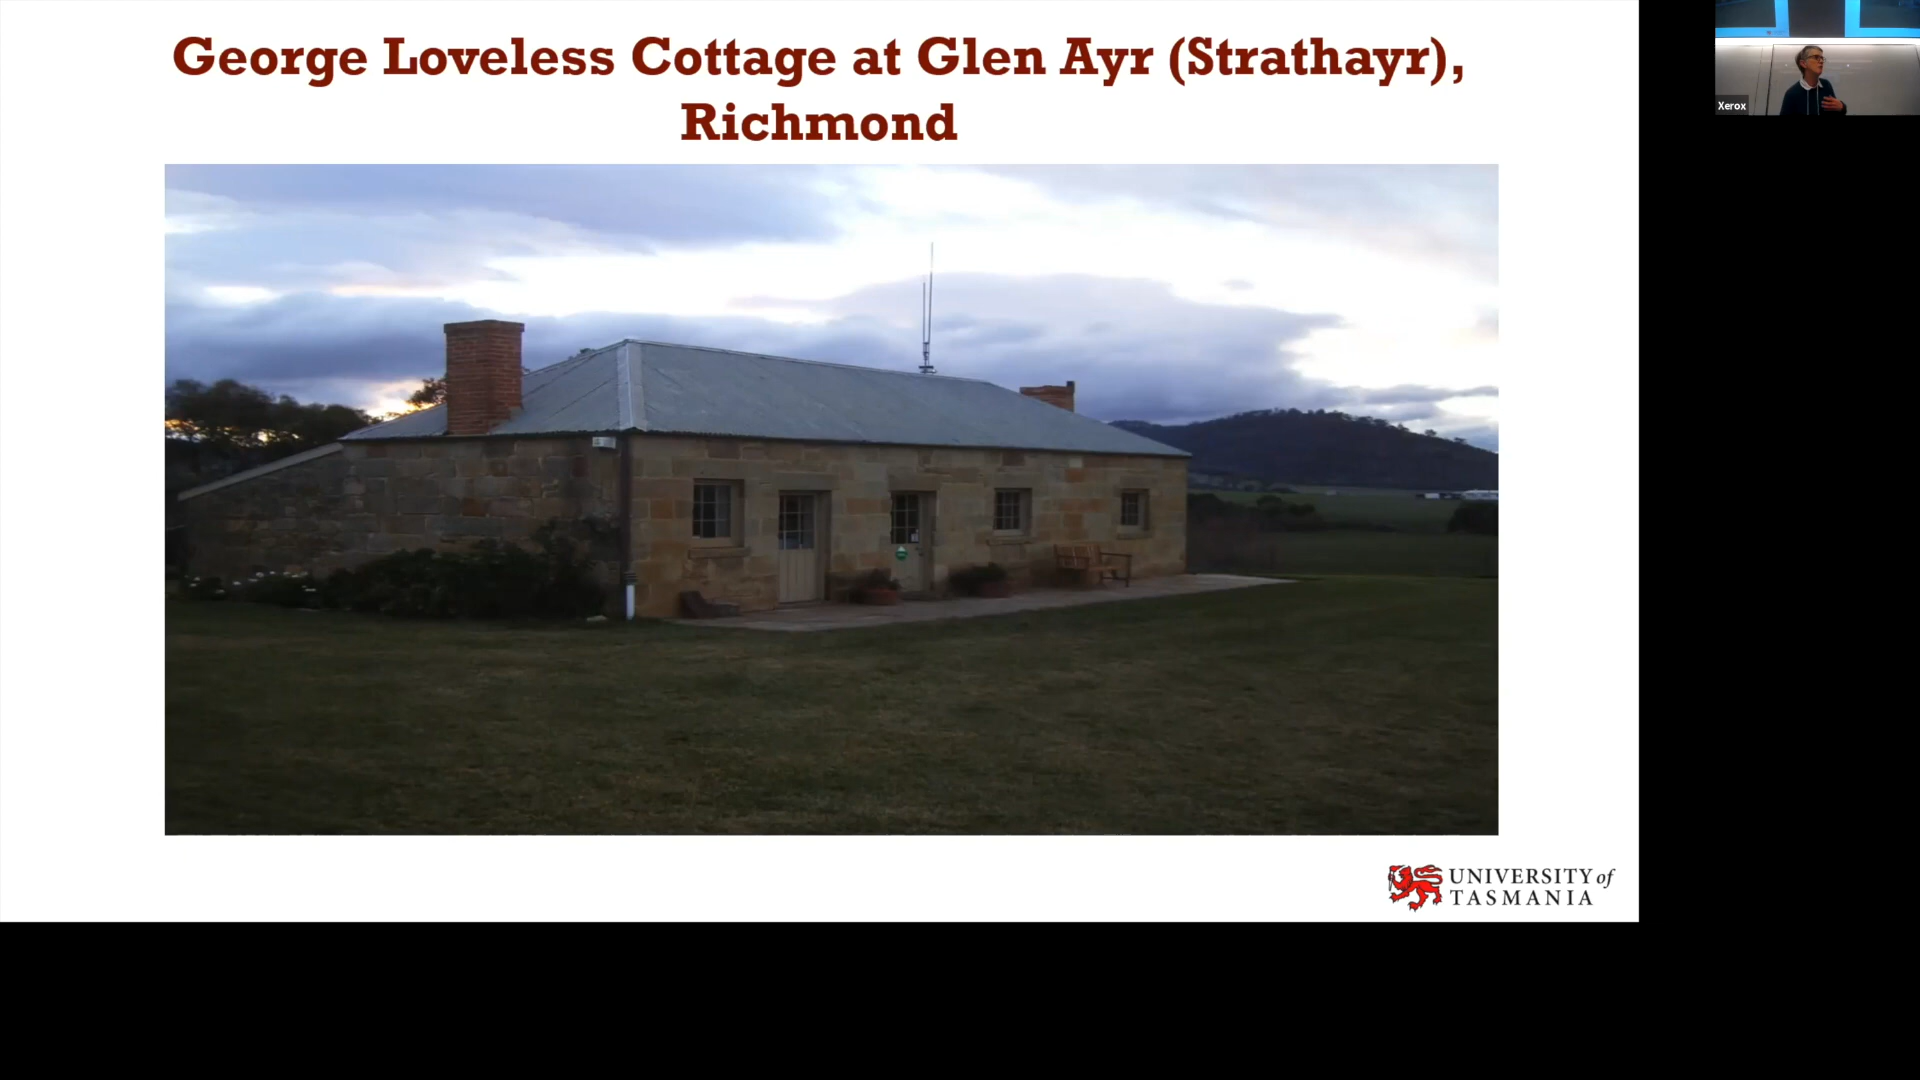 George Loveless Cottage at Glen Ayr (Strathayr),
Richmond
Xerox
UNIVERSITY of
TASMANIA